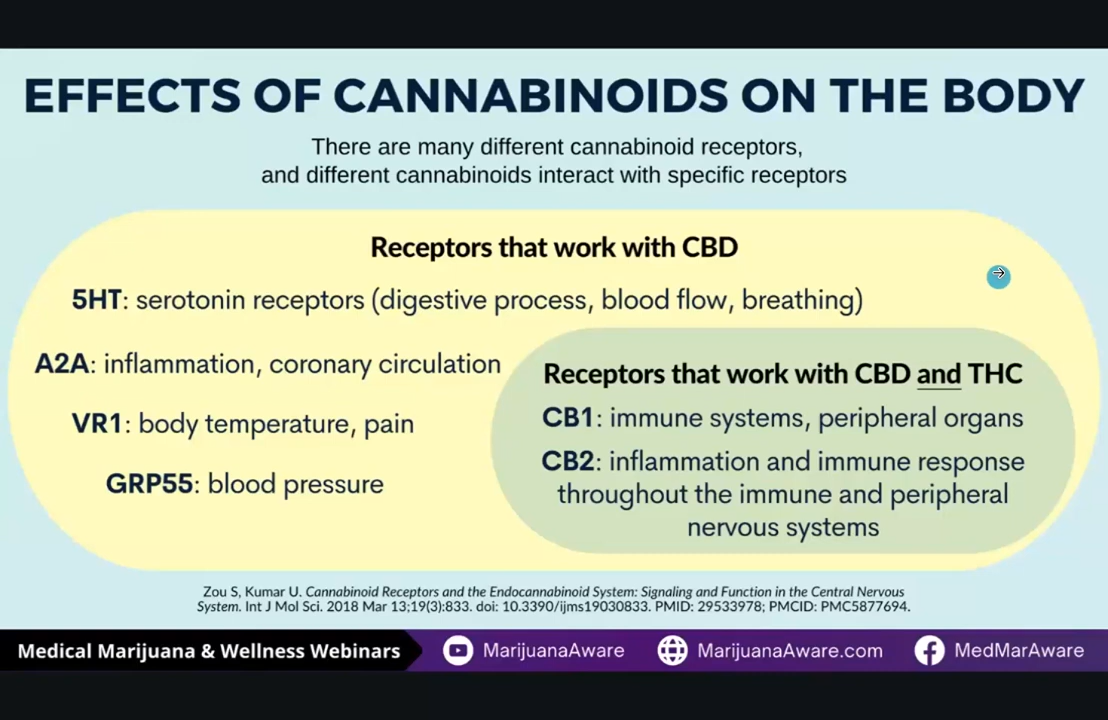 EFFECTS OF CANNABINOIDS ON THE BODY
There are many different cannabinoid receptors,
and different cannabinoids interact with specific receptors
Receptors that work with CBD
5HT: serotonin receptors (digestive process, blood flow, breathing)
A2A: inflammation, coronary circulation
VR1: body temperature, pain
GRP55: blood pressure
Receptors that work with CBD and THC
CB1: immune systems, peripheral organs
CB2: inflammation and immune response
throughout the immune and peripheral
nervous systems
Zou S, Kumar U. Cannabinoid Receptors and the Endocannabinoid System: Signaling and Function in the Central Nervous
System. Int J Mol Sci. 2018 Mar 13;19(3):833. doi: 10.3390/ijms19030833. PMID: 29533978; PMCID: PMC5877694.
Medical Marijuana & Wellness Webinars
MarijuanaAware
MarijuanaAware.com
MedMarAware